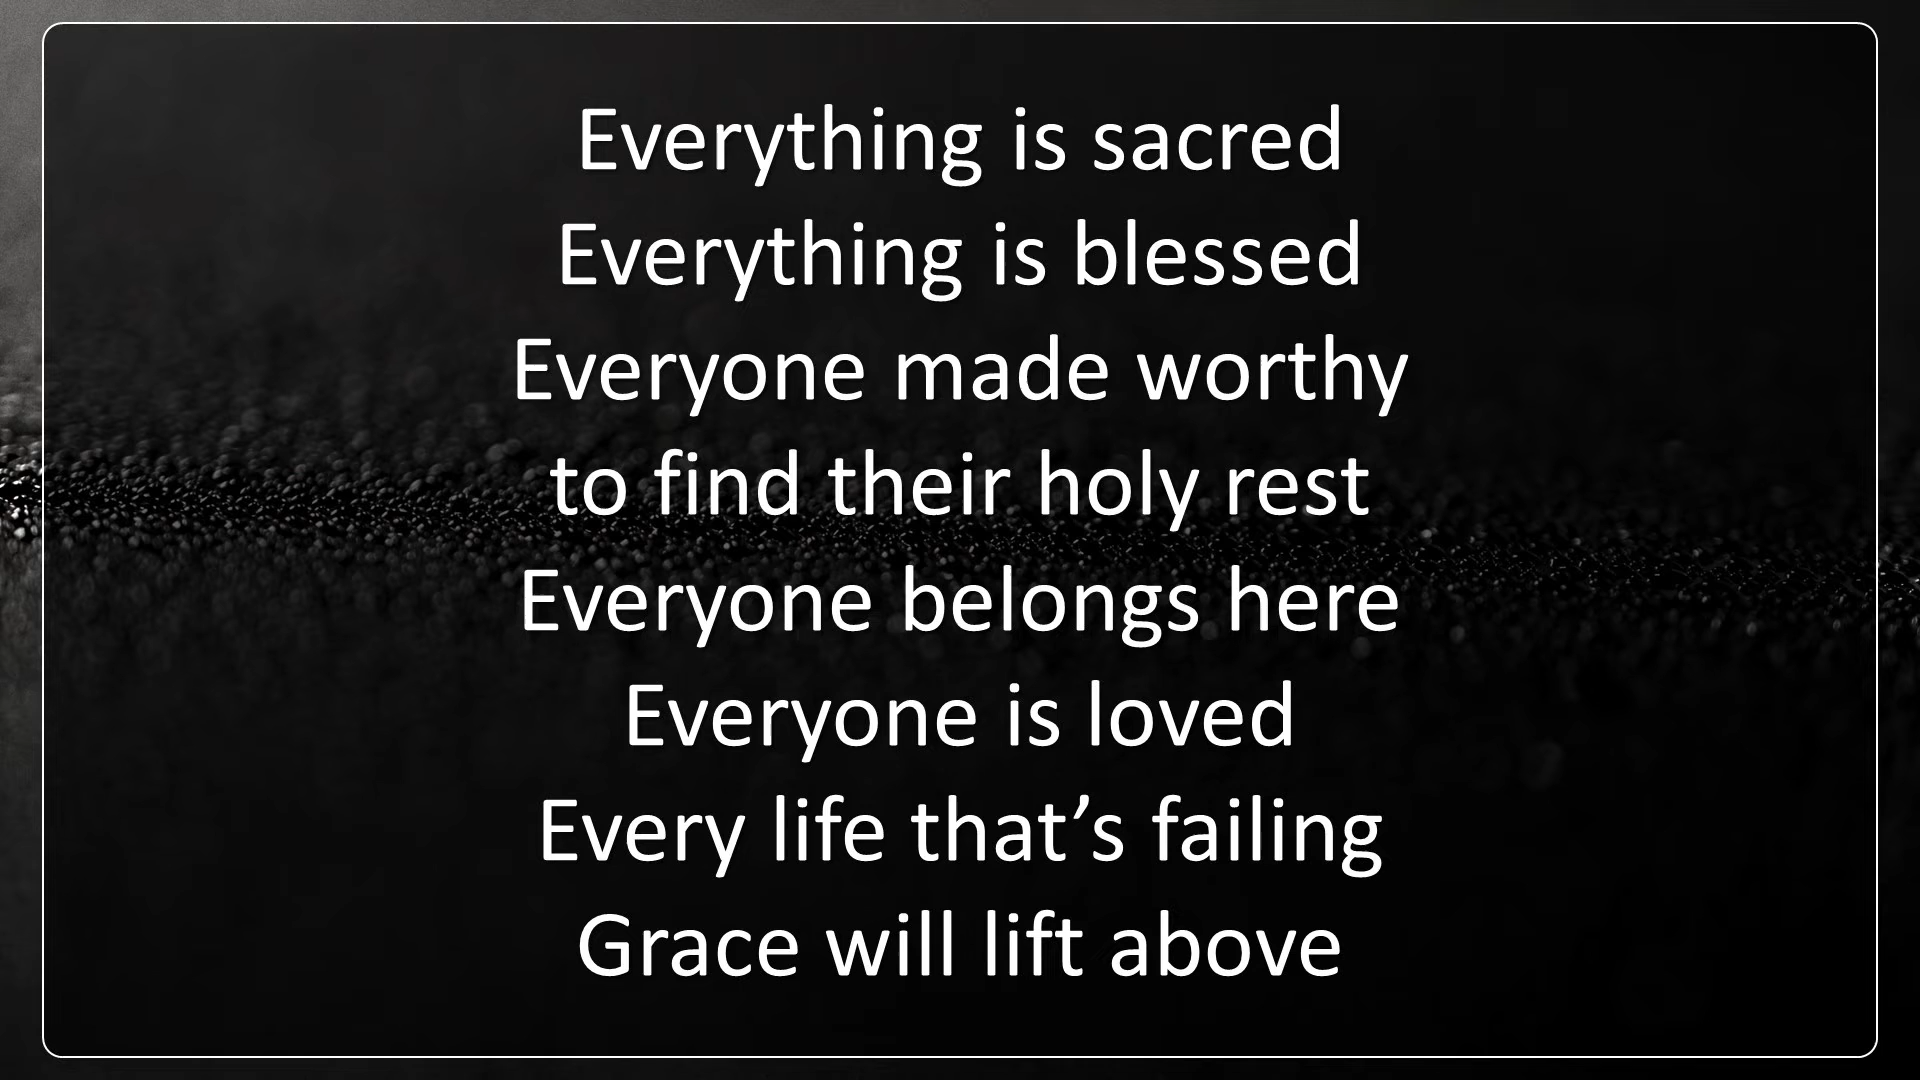 Everything is sacred
Everything is blessed
Everyone made worthy
to find their holy rest
Everyone belongs here
Everyone is loved
Every life that’s failing
Grace will lift above